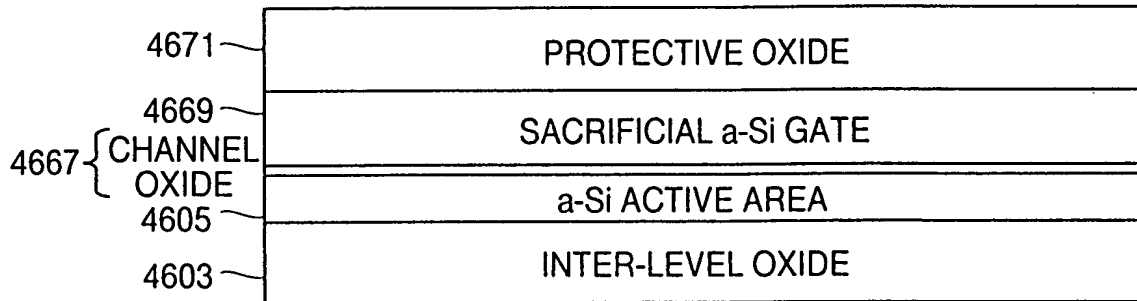 4671 PROTECTIVE OXIDE
4669 SACRIFICIAL a-Si GATE
4667 { CHANNEL
OXIDE
4605 a-Si ACTIVE AREA
4603 INTER-LEVEL OXIDE